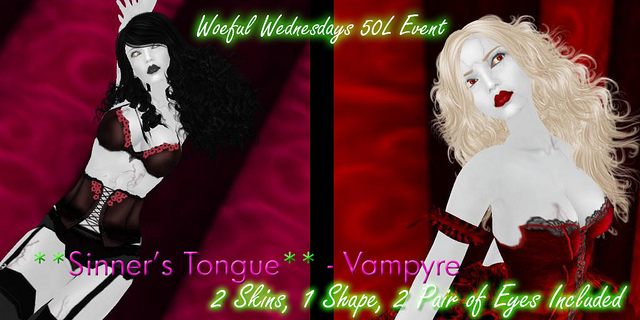 Woeful Wednesdays 50L Event
**Sinner's Tongue** - Vampyre
2 Skins, 1 Shape, 2 Pair of Eyes Included